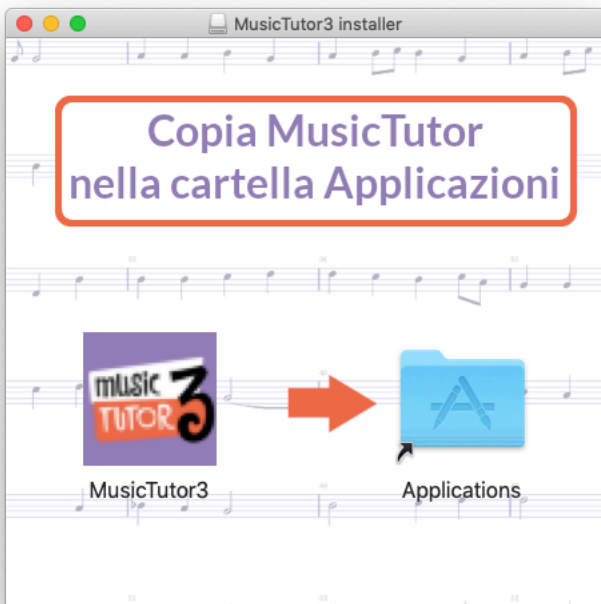 MusicTutor3 installer
Copia MusicTutor
nella cartella Applicazioni
music 3
TUTOR
MusicTutor3
Applications